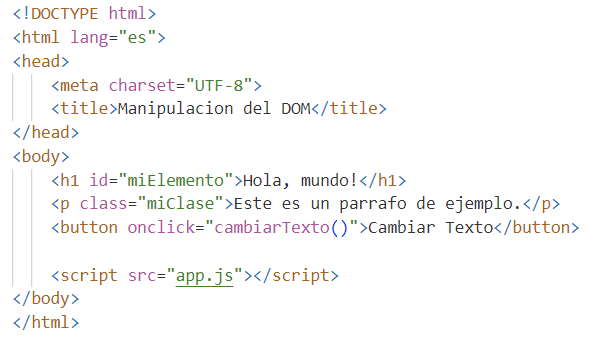 <!DOCTYPE html>
<html lang="es">
<head>
    <meta charset="UTF-8">
    <title>Manipulacion del DOM</title>
</head>
<body>
    <h1 id="miElemento">Hola, mundo!</h1>
    <p class="miClase">Este es un parrafo de ejemplo.</p>
    <button onclick="cambiarTexto()">Cambiar Texto</button>

    <script src="app.js"></script>
</body>
</html>